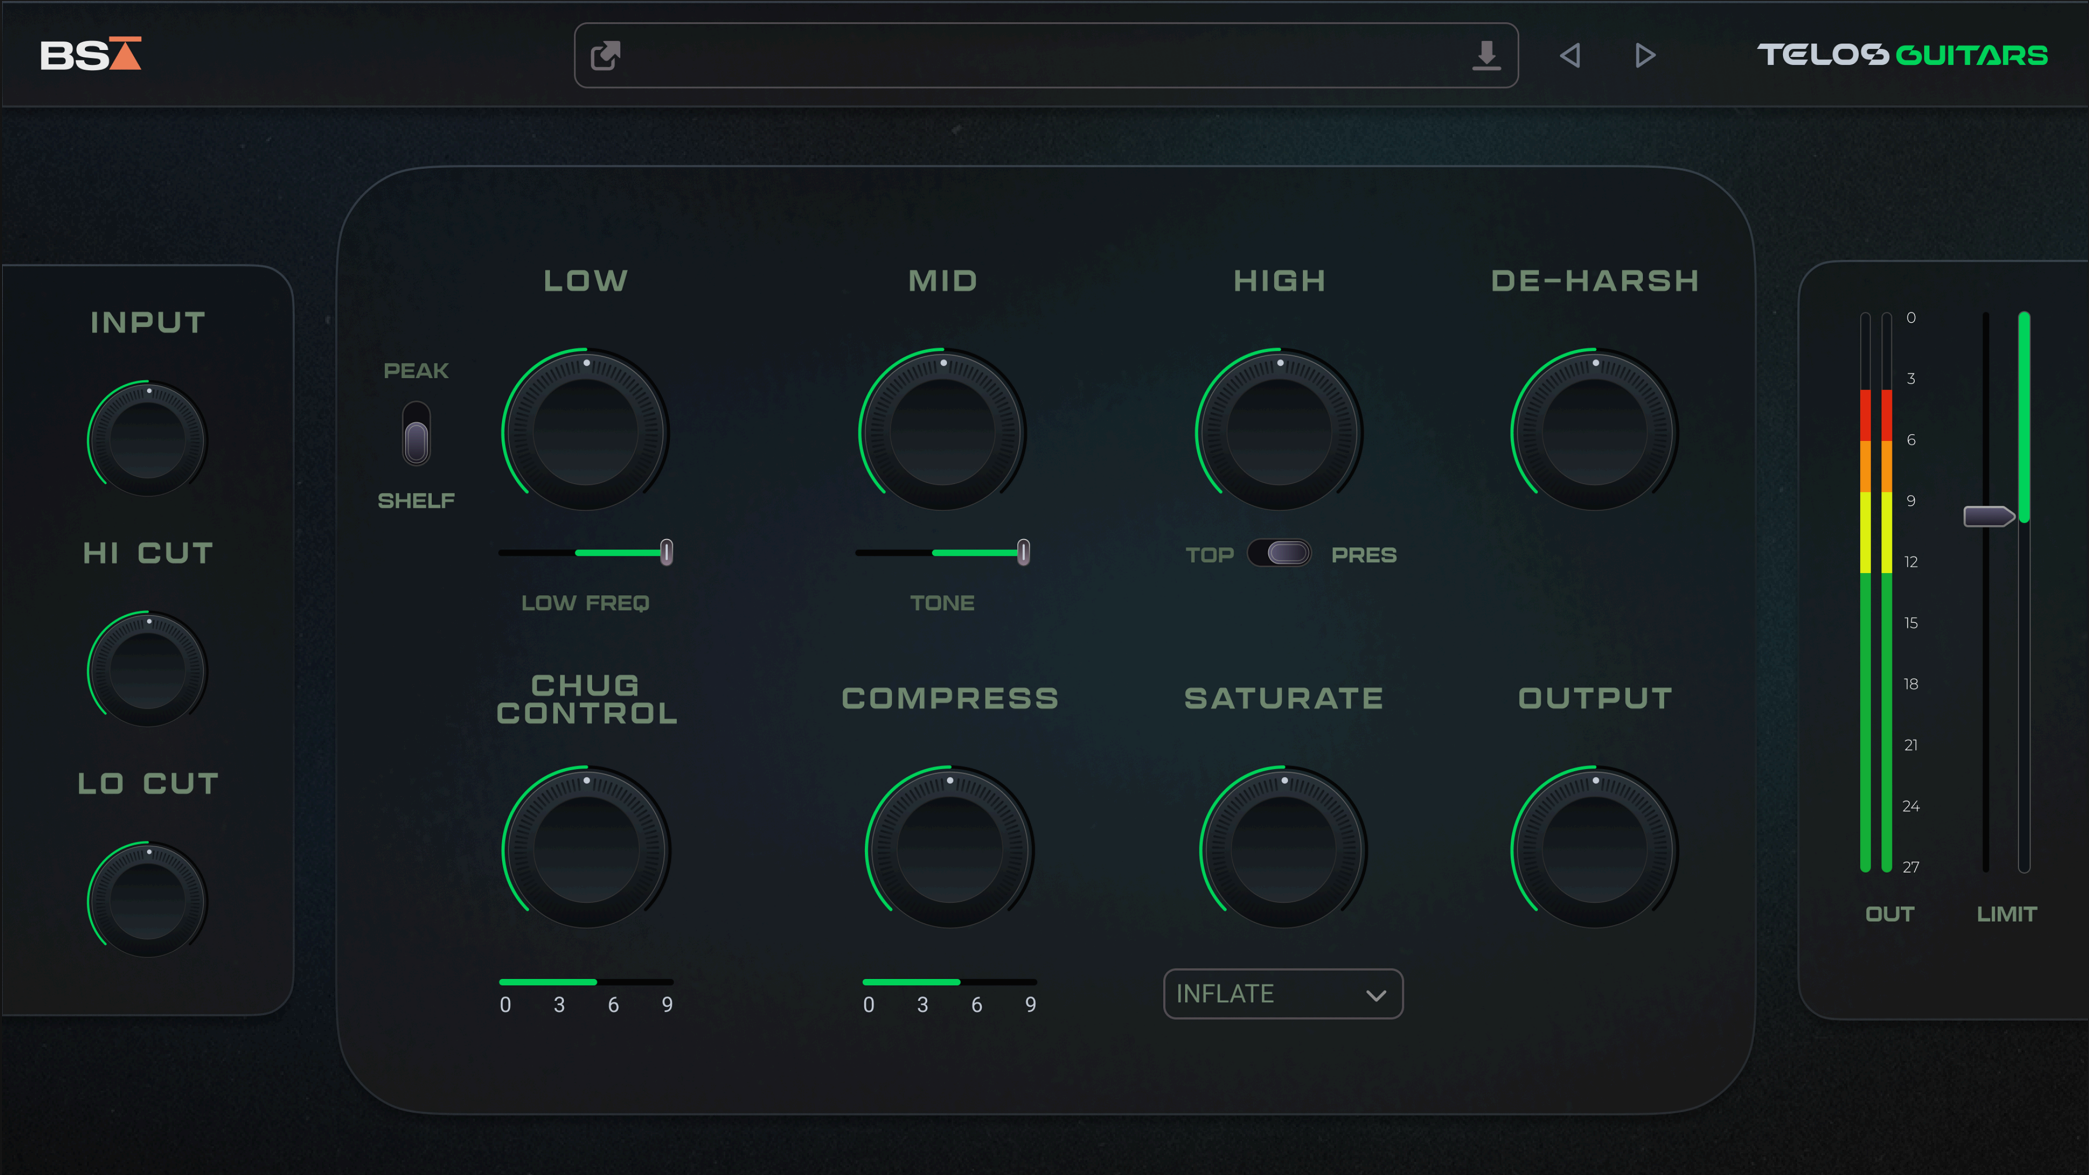 BSA
TELOS GUITARS
INPUT
HI CUT
LO CUT
PEAK
SHELF
LOW
LOW FREQ
MID
TONE
HIGH
TOP PRES
DE-HARSH
CHUG
CONTROL
0 3 6 9
COMPRESS
0 3 6 9
SATURATE
INFLATE
OUTPUT
0
3
6
9
12
15
18
21
24
27
OUT LIMIT